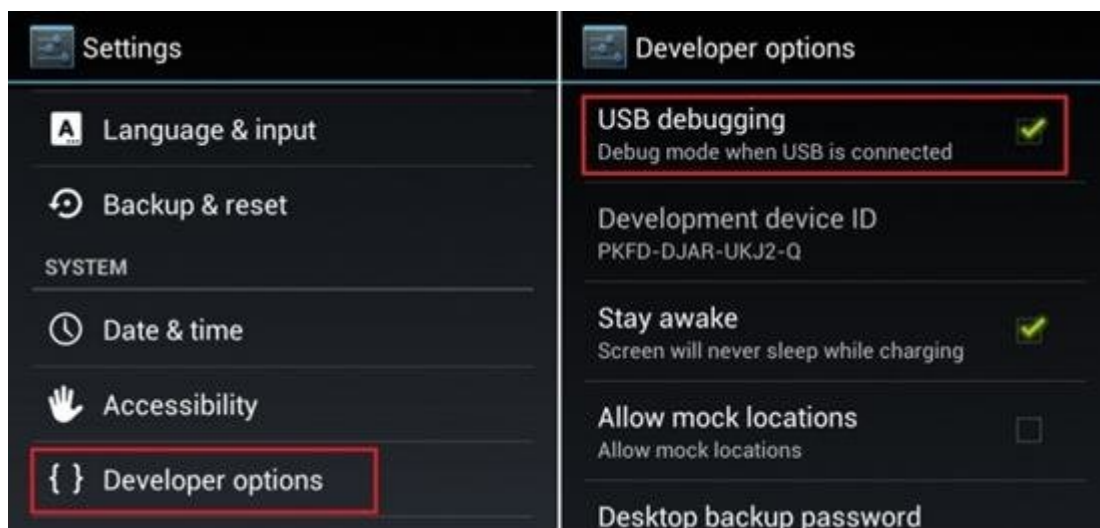 Settings
Language & input
Backup & reset
SYSTEM
Date & time
Accessibility
{ } Developer options
Developer options
USB debugging
Debug mode when USB is connected
Development device ID
PKFD-DJAR-UKJ2-Q
Stay awake
Screen will never sleep while charging
Allow mock locations
Allow mock locations
Desktop backup password